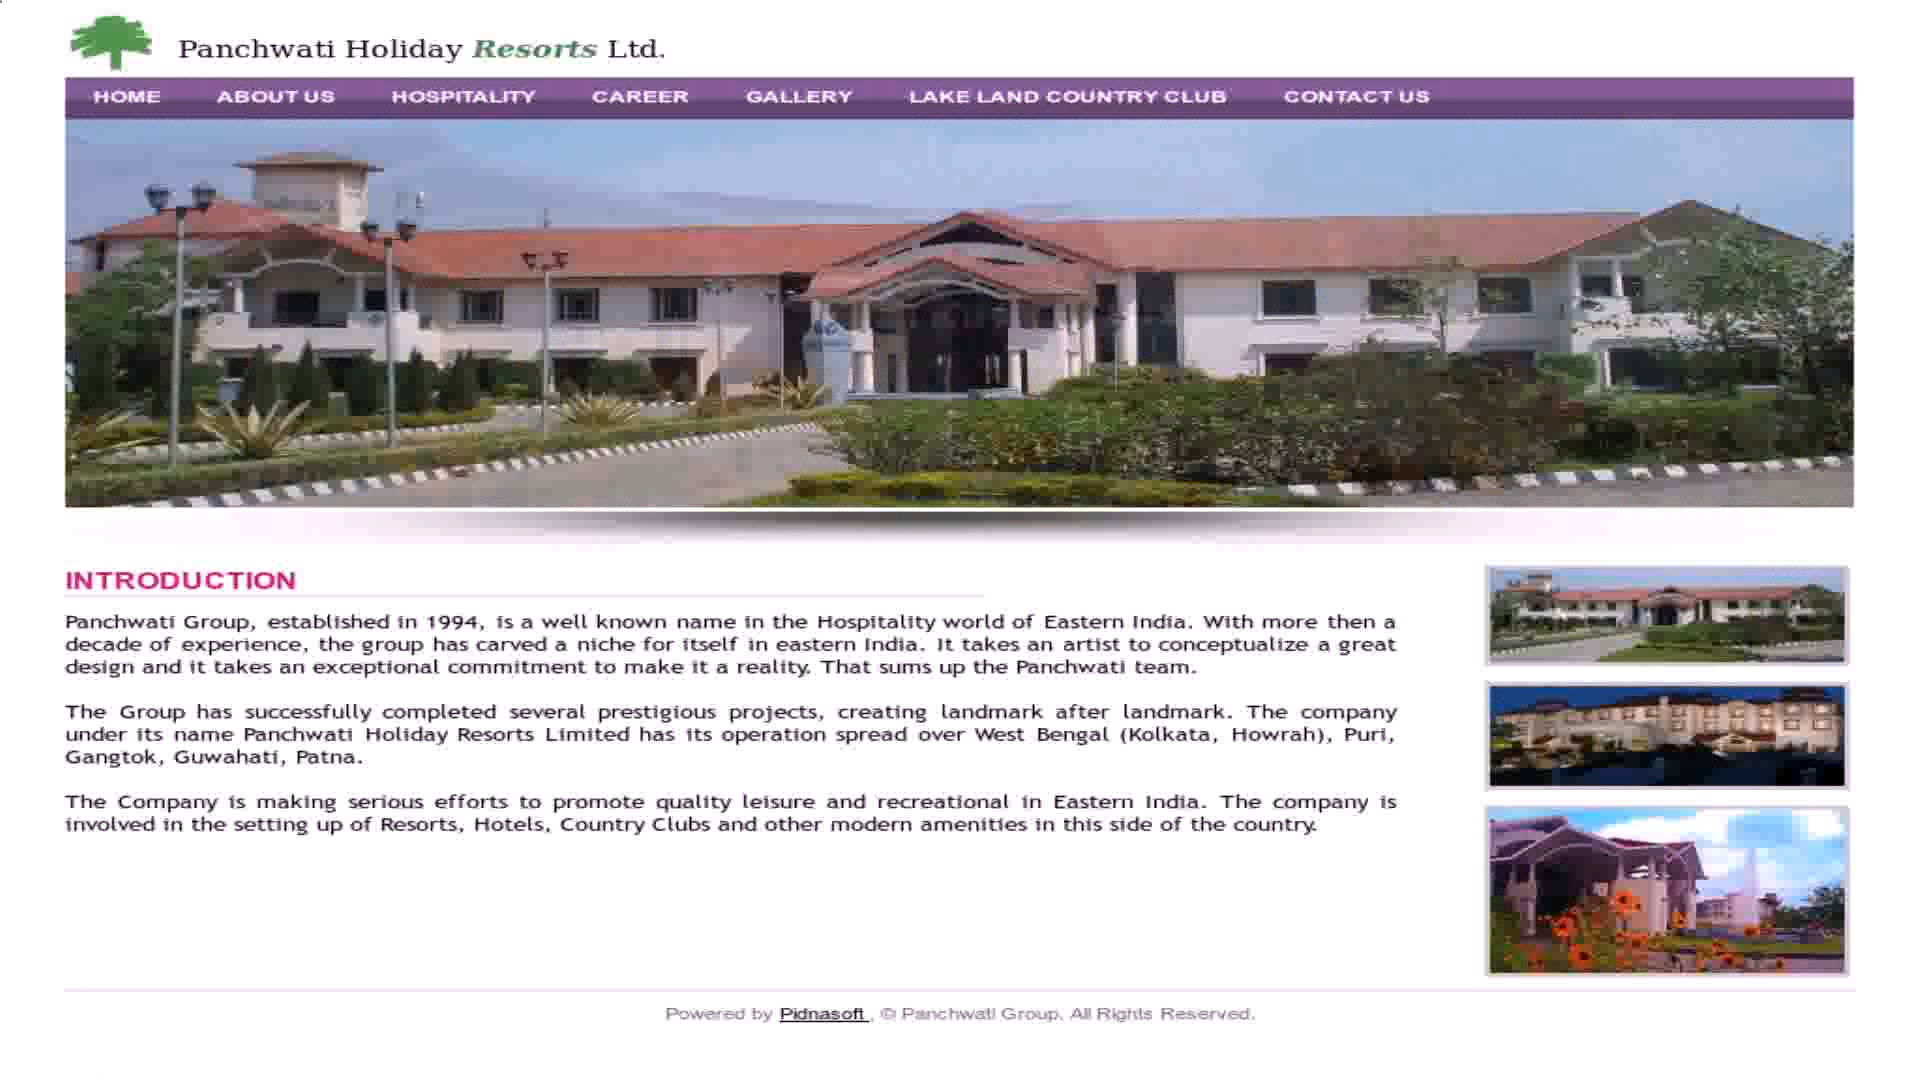 Panchwati Holiday Resorts Ltd.
HOME ABOUT US HOSPITALITY CAREER GALLERY LAKE LAND COUNTRY CLUB CONTACT US
INTRODUCTION
Panchwati Group, established in 1994, is a well known name in the Hospitality world of Eastern India. With more then a
decade of experience, the group has carved a niche for itself in eastern India. It takes an artist to conceptualize a great
design and it takes an exceptional commitment to make it a reality. That sums up the Panchwati team.
The Group has successfully completed several prestigious projects, creating landmark after landmark. The company
under its name Panchwati Holiday Resorts Limited has its operation spread over West Bengal (Kolkata, Howrah), Puri,
Gangtok, Guwahati, Patna.
The Company is making serious efforts to promote quality leisure and recreational in Eastern India. The company is
involved in the setting up of Resorts, Hotels, Country Clubs and other modern amenities in this side of the country.
Powered by Pidnasoft , © Panchwati Group. All Rights Reserved.